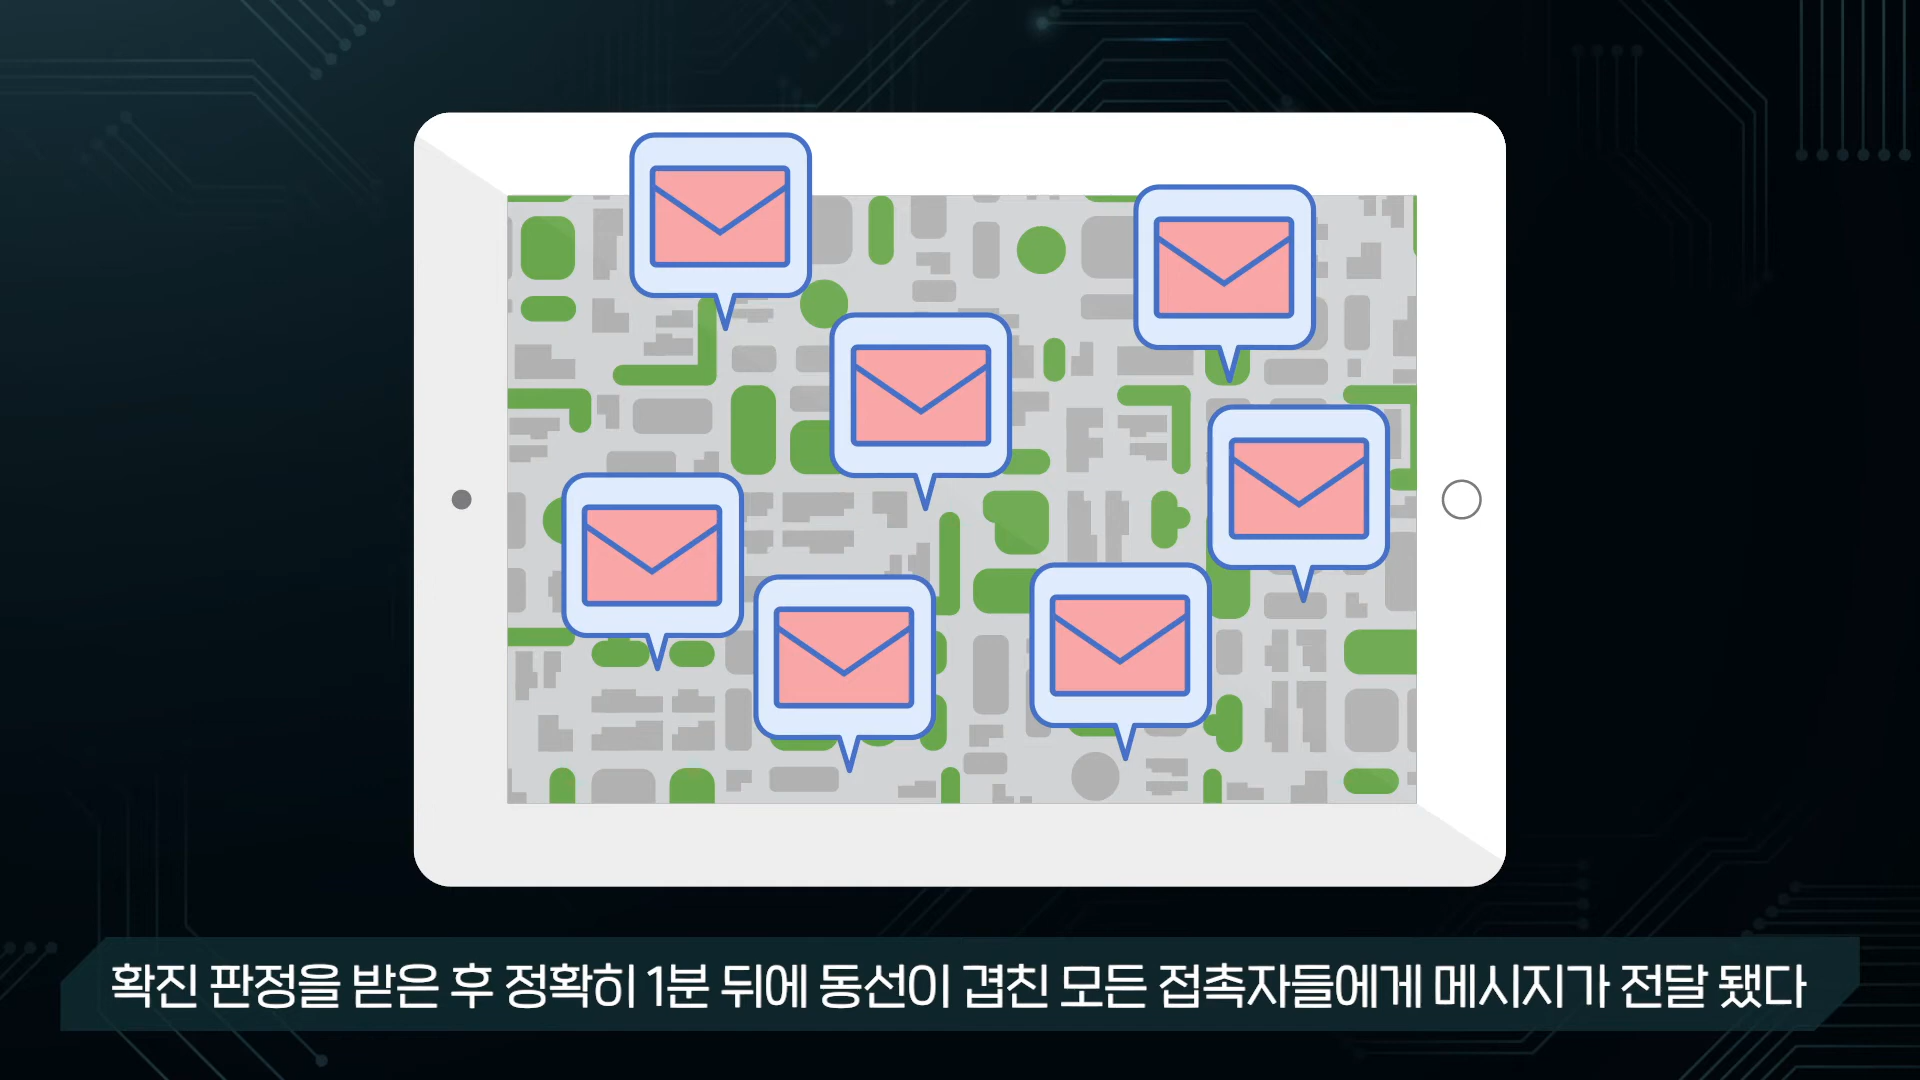 확진 판정을 받은 후 정확히 1분 뒤에 동선이 겹친 모든 접촉자들에게 메시지가 전달 됐다